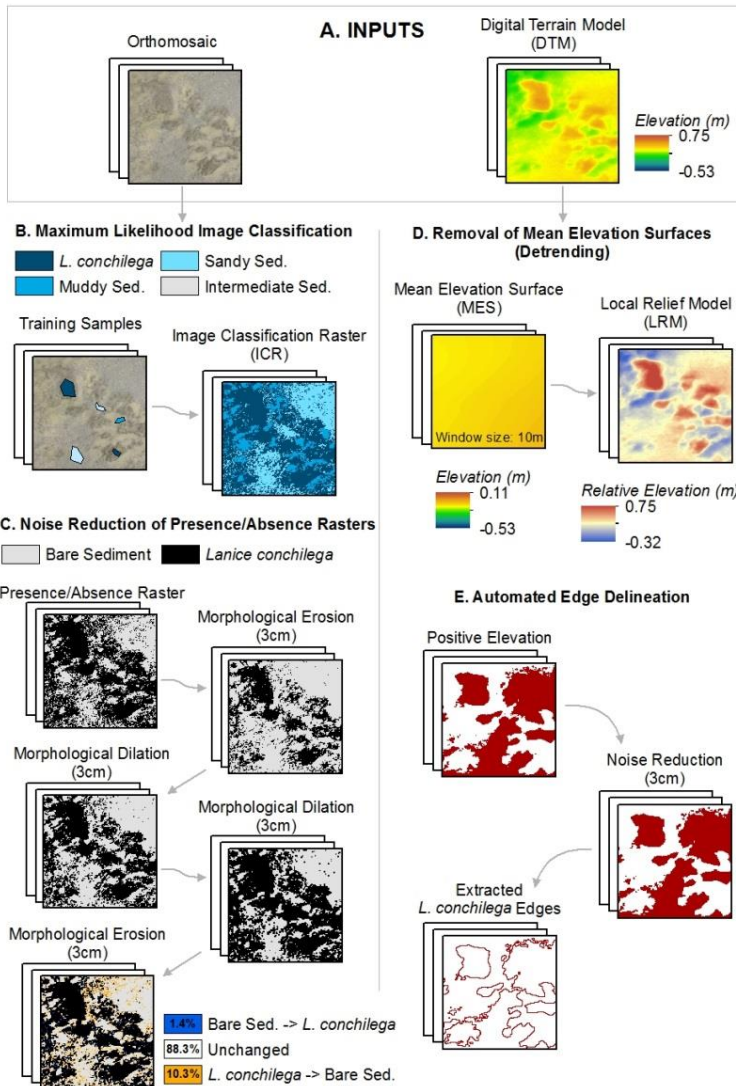 A. INPUTS
Orthomosaic
Digital Terrain Model
(DTM)
Elevation (m)
0.75
-0.53
B. Maximum Likelihood Image Classification
L. conchilega
Sandy Sed.
Muddy Sed.
Intermediate Sed.
Training Samples
Image Classification Raster
(ICR)
C. Noise Reduction of Presence/Absence Rasters
Bare Sediment
Lanice conchilega
Presence/Absence Raster
Morphological Erosion
(3cm)
Morphological Dilation
(3cm)
Morphological Dilation
(3cm)
Morphological Erosion
(3cm)
1.4% Bare Sed. -> L. conchilega
88.3% Unchanged
10.3% L. conchilega -> Bare Sed.
D. Removal of Mean Elevation Surfaces
(Detrending)
Mean Elevation Surface
(MES)
Window size: 10m
Local Relief Model
(LRM)
Elevation (m)
0.11
-0.53
Relative Elevation (m)
0.75
-0.32
E. Automated Edge Delineation
Positive Elevation
Noise Reduction
(3cm)
Extracted
L. conchilega Edges